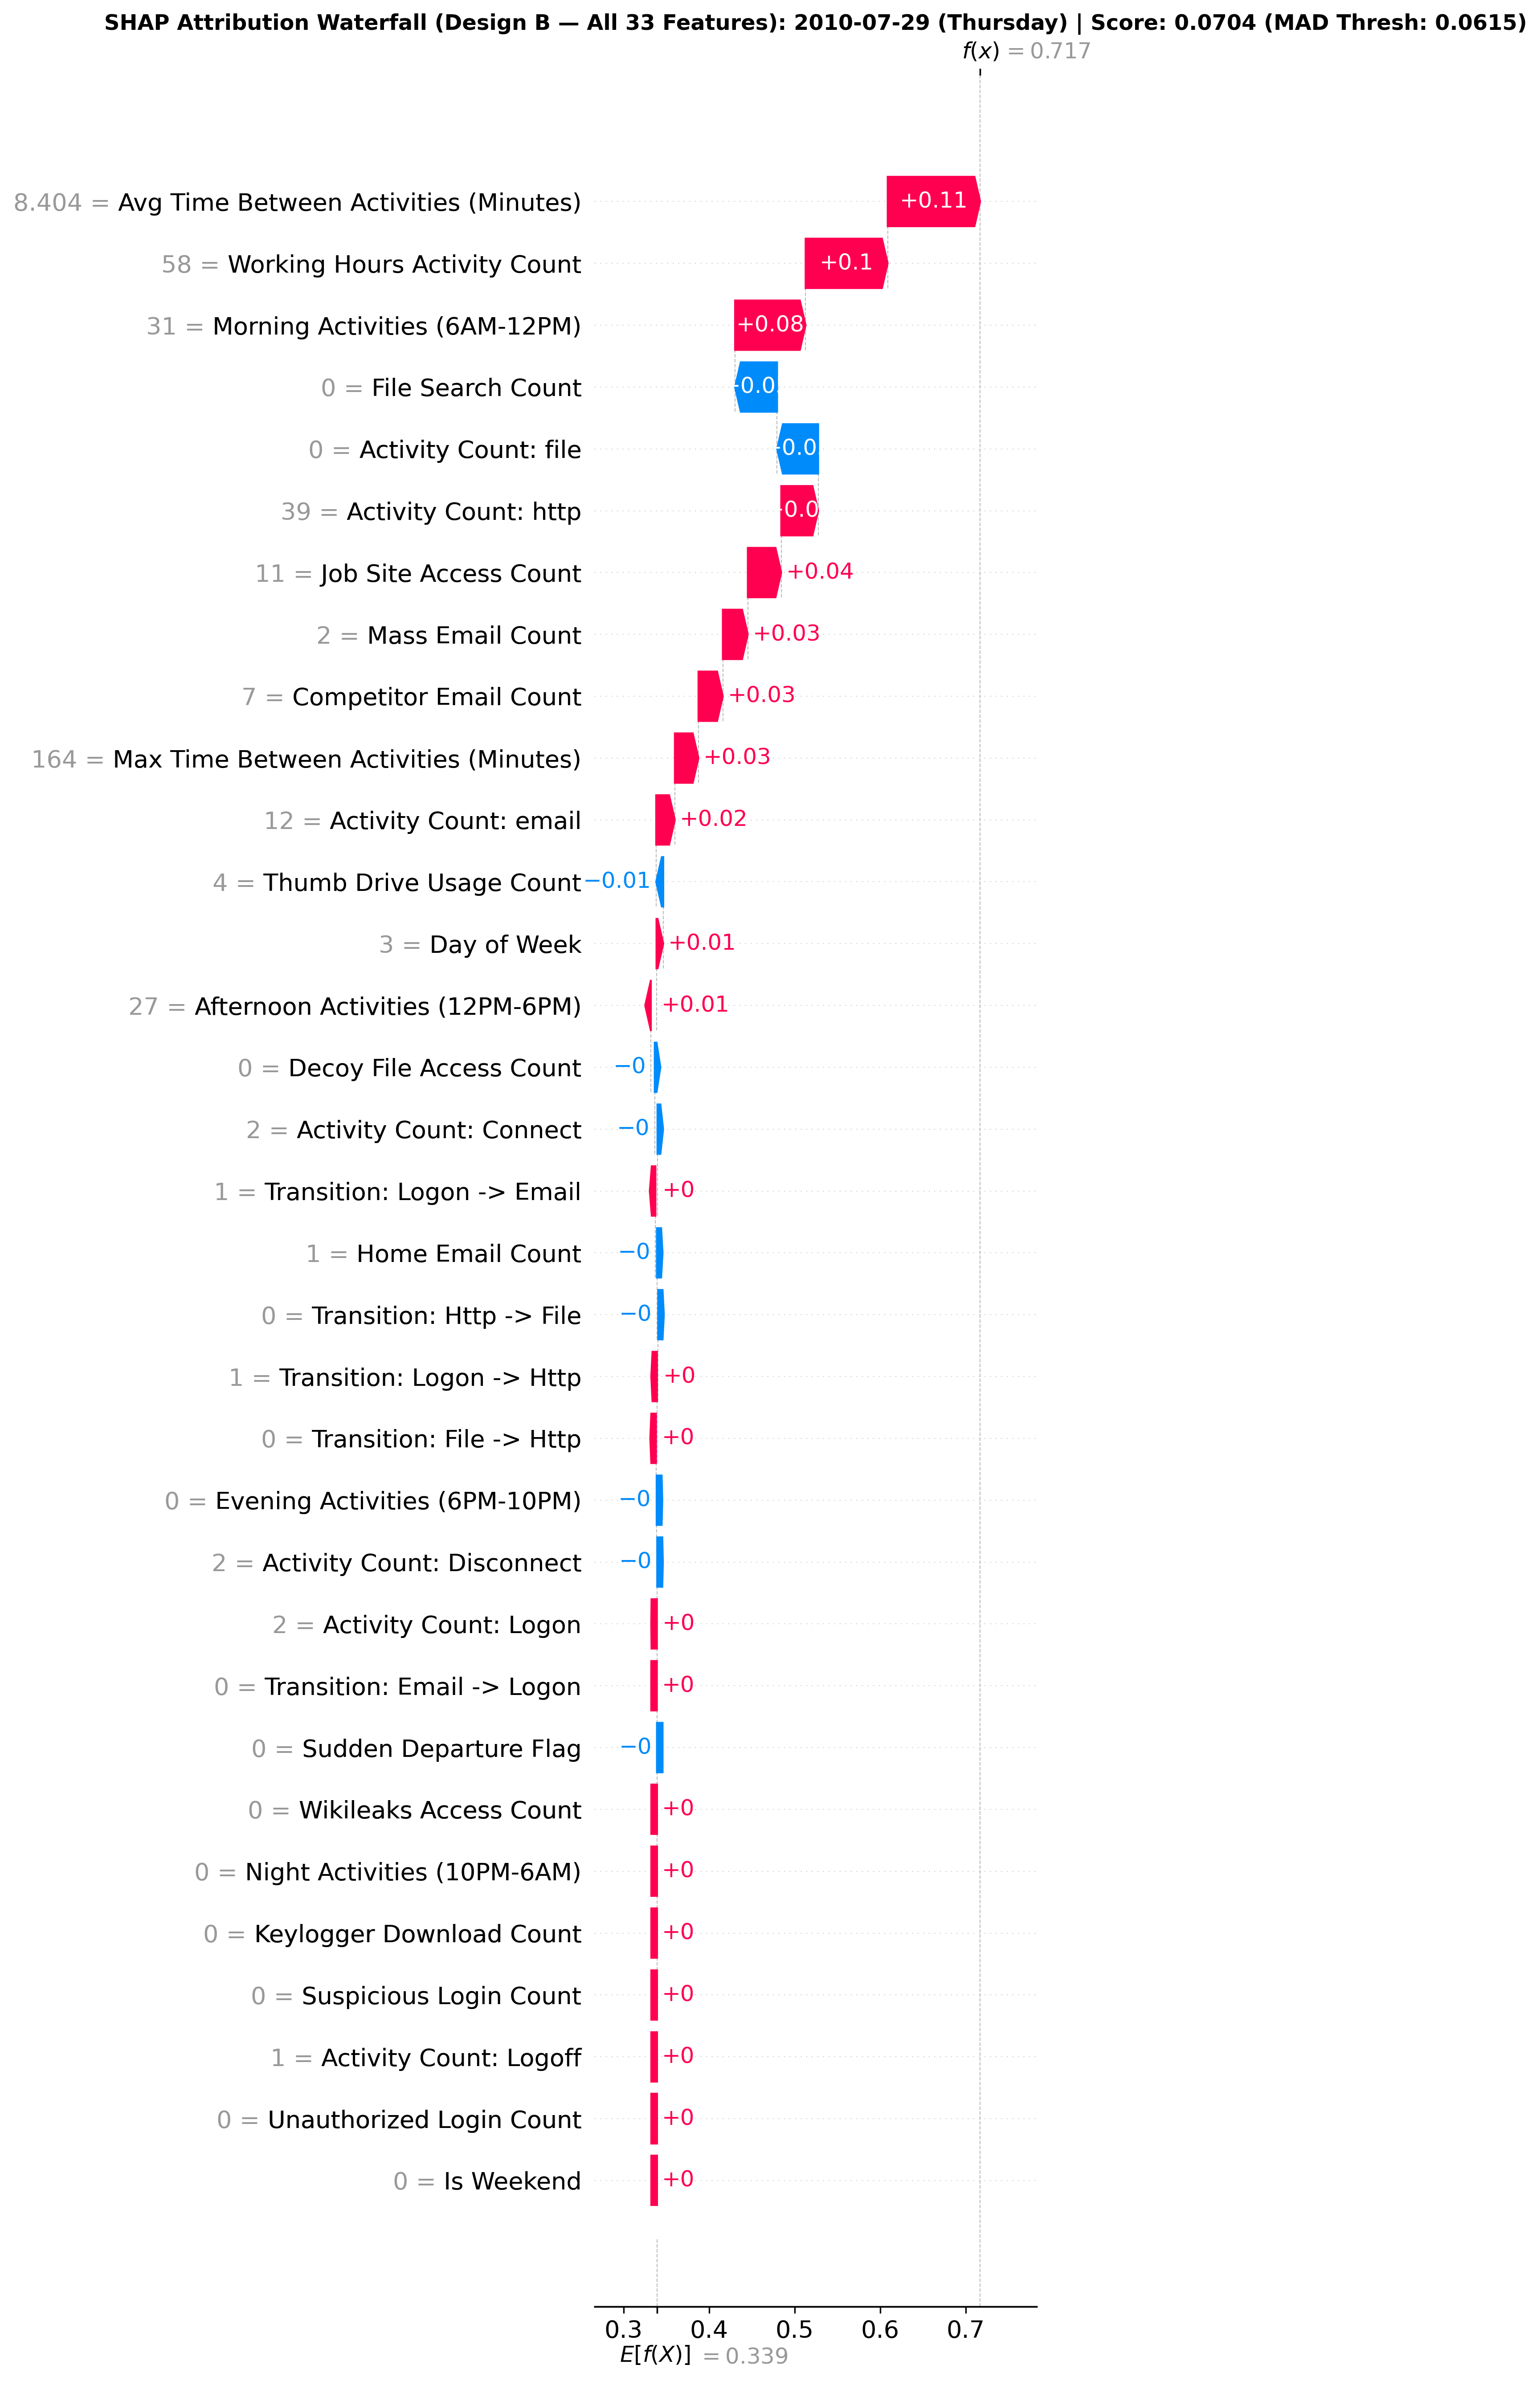 SHAP Attribution Waterfall (Design B — All 33 Features): 2010-07-29 (Thursday) | Score: 0.0704 (MAD Thresh: 0.0615)
f(x) = 0.717
8.404 = Avg Time Between Activities (Minutes) +0.11
58 = Working Hours Activity Count +0.1
31 = Morning Activities (6AM-12PM) +0.08
0 = File Search Count
0 = Activity Count: file
39 = Activity Count: http
11 = Job Site Access Count +0.04
2 = Mass Email Count +0.03
7 = Competitor Email Count +0.03
164 = Max Time Between Activities (Minutes) +0.03
12 = Activity Count: email +0.02
4 = Thumb Drive Usage Count −0.01
3 = Day of Week +0.01
27 = Afternoon Activities (12PM-6PM) +0.01
0 = Decoy File Access Count −0
2 = Activity Count: Connect −0
1 = Transition: Logon -> Email +0
1 = Home Email Count −0
0 = Transition: Http -> File −0
1 = Transition: Logon -> Http +0
0 = Transition: File -> Http +0
0 = Evening Activities (6PM-10PM) −0
2 = Activity Count: Disconnect −0
2 = Activity Count: Logon +0
0 = Transition: Email -> Logon +0
0 = Sudden Departure Flag −0
0 = Wikileaks Access Count +0
0 = Night Activities (10PM-6AM) +0
0 = Keylogger Download Count +0
0 = Suspicious Login Count +0
1 = Activity Count: Logoff +0
0 = Unauthorized Login Count +0
0 = Is Weekend +0
0.3 0.4 0.5 0.6 0.7
E[f(X)] = 0.339